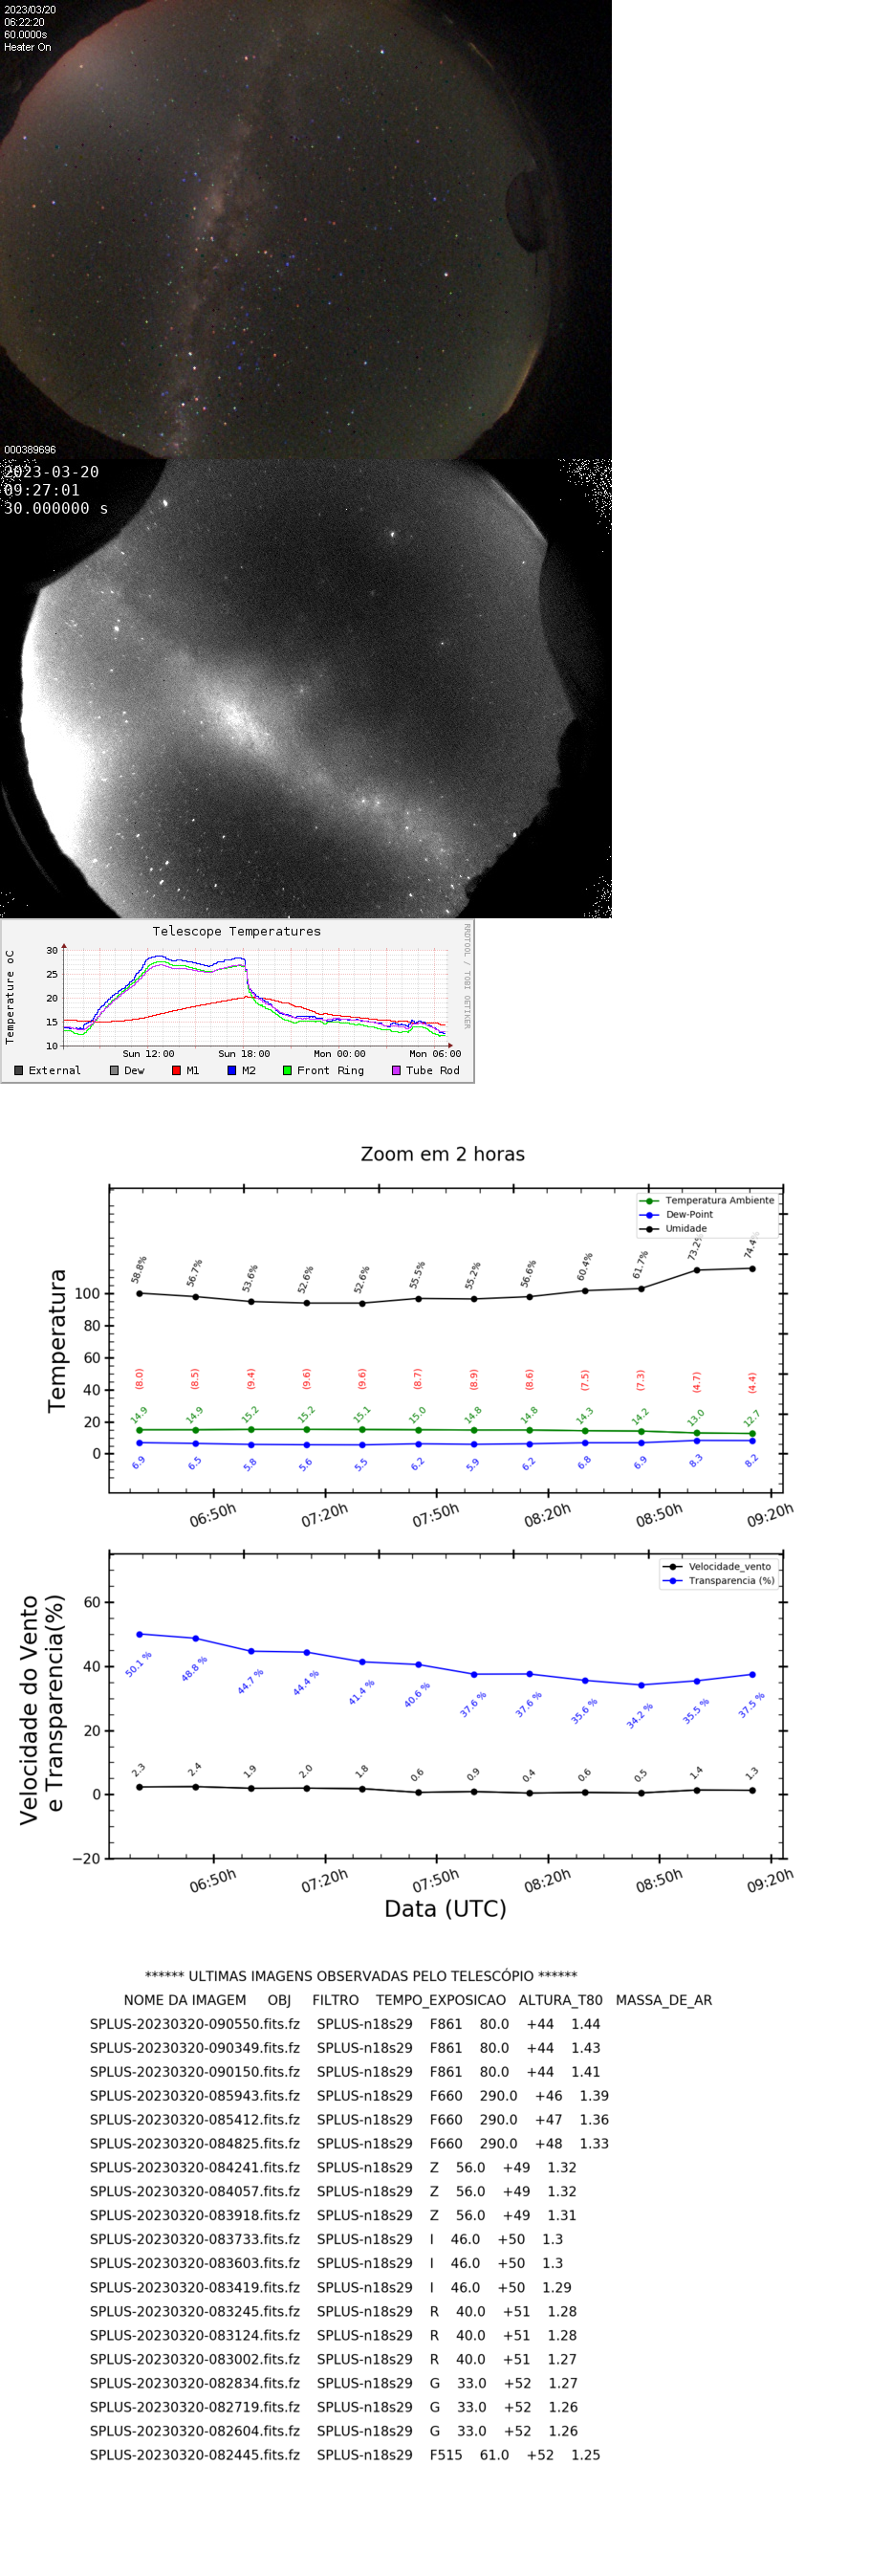 2023/03/20
06:22:20
60.0000s
Heater On
000389696
2023-03-20
09:27:01
30.000000 s
Telescope Temperatures
RRDTOOL / TOBI OETIKER
Temperature oC
30
25
20
15
10
Sun 12:00 Sun 18:00 Mon 00:00 Mon 06:00
External Dew M1 M2 Front Ring Tube Rod
Zoom em 2 horas
Temperatura Ambiente
Dew-Point
Umidade
58.8% 56.7% 53.6% 52.6% 52.6% 55.5% 55.2% 56.6% 60.4% 61.7% 73.2% 74.4%
Temperatura
100
80
60
40
20
0
(8.0) (8.5) (9.4) (9.6) (9.6) (8.7) (8.9) (8.6) (7.5) (7.3) (4.7) (4.4)
14.9 14.9 15.2 15.2 15.1 15.0 14.8 14.8 14.3 14.2 13.0 12.7
6.9 6.5 5.8 5.6 5.5 6.2 5.9 6.2 6.8 6.9 8.3 8.2
06:50h 07:20h 07:50h 08:20h 08:50h 09:20h
Velocidade_vento
Transparencia (%)
Velocidade do Vento
e Transparencia(%)
60
40
20
0
−20
50.1 % 48.8 % 44.7 % 44.4 % 41.4 % 40.6 % 37.6 % 37.6 % 35.6 % 34.2 % 35.5 % 37.5 %
2.3 2.4 1.9 2.0 1.8 0.6 0.9 0.4 0.6 0.5 1.4 1.3
06:50h 07:20h 07:50h 08:20h 08:50h 09:20h
Data (UTC)
****** ULTIMAS IMAGENS OBSERVADAS PELO TELESCÓPIO ******
NOME DA IMAGEM OBJ FILTRO TEMPO_EXPOSICAO ALTURA_T80 MASSA_DE_AR
SPLUS-20230320-090550.fits.fz SPLUS-n18s29 F861 80.0 +44 1.44
SPLUS-20230320-090349.fits.fz SPLUS-n18s29 F861 80.0 +44 1.43
SPLUS-20230320-090150.fits.fz SPLUS-n18s29 F861 80.0 +44 1.41
SPLUS-20230320-085943.fits.fz SPLUS-n18s29 F660 290.0 +46 1.39
SPLUS-20230320-085412.fits.fz SPLUS-n18s29 F660 290.0 +47 1.36
SPLUS-20230320-084825.fits.fz SPLUS-n18s29 F660 290.0 +48 1.33
SPLUS-20230320-084241.fits.fz SPLUS-n18s29 Z 56.0 +49 1.32
SPLUS-20230320-084057.fits.fz SPLUS-n18s29 Z 56.0 +49 1.32
SPLUS-20230320-083918.fits.fz SPLUS-n18s29 Z 56.0 +49 1.31
SPLUS-20230320-083733.fits.fz SPLUS-n18s29 I 46.0 +50 1.3
SPLUS-20230320-083603.fits.fz SPLUS-n18s29 I 46.0 +50 1.3
SPLUS-20230320-083419.fits.fz SPLUS-n18s29 I 46.0 +50 1.29
SPLUS-20230320-083245.fits.fz SPLUS-n18s29 R 40.0 +51 1.28
SPLUS-20230320-083124.fits.fz SPLUS-n18s29 R 40.0 +51 1.28
SPLUS-20230320-083002.fits.fz SPLUS-n18s29 R 40.0 +51 1.27
SPLUS-20230320-082834.fits.fz SPLUS-n18s29 G 33.0 +52 1.27
SPLUS-20230320-082719.fits.fz SPLUS-n18s29 G 33.0 +52 1.26
SPLUS-20230320-082604.fits.fz SPLUS-n18s29 G 33.0 +52 1.26
SPLUS-20230320-082445.fits.fz SPLUS-n18s29 F515 61.0 +52 1.25